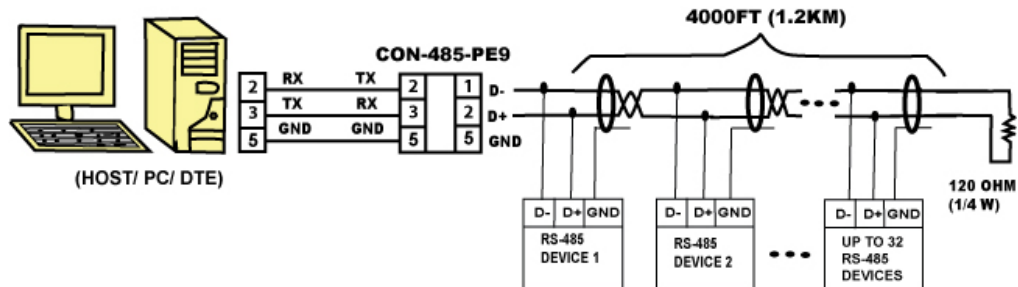 4000FT (1.2KM)
CON-485-PE9
2 RX TX 2 1 D-
3 TX RX 3 2 D+
5 GND GND 5 5 GND
(HOST/ PC/ DTE)
120 OHM
(1/4 W)
D- D+ GND
RS-485
DEVICE 1
D- D+ GND
RS-485
DEVICE 2
D- D+ GND
UP TO 32
RS-485
DEVICES